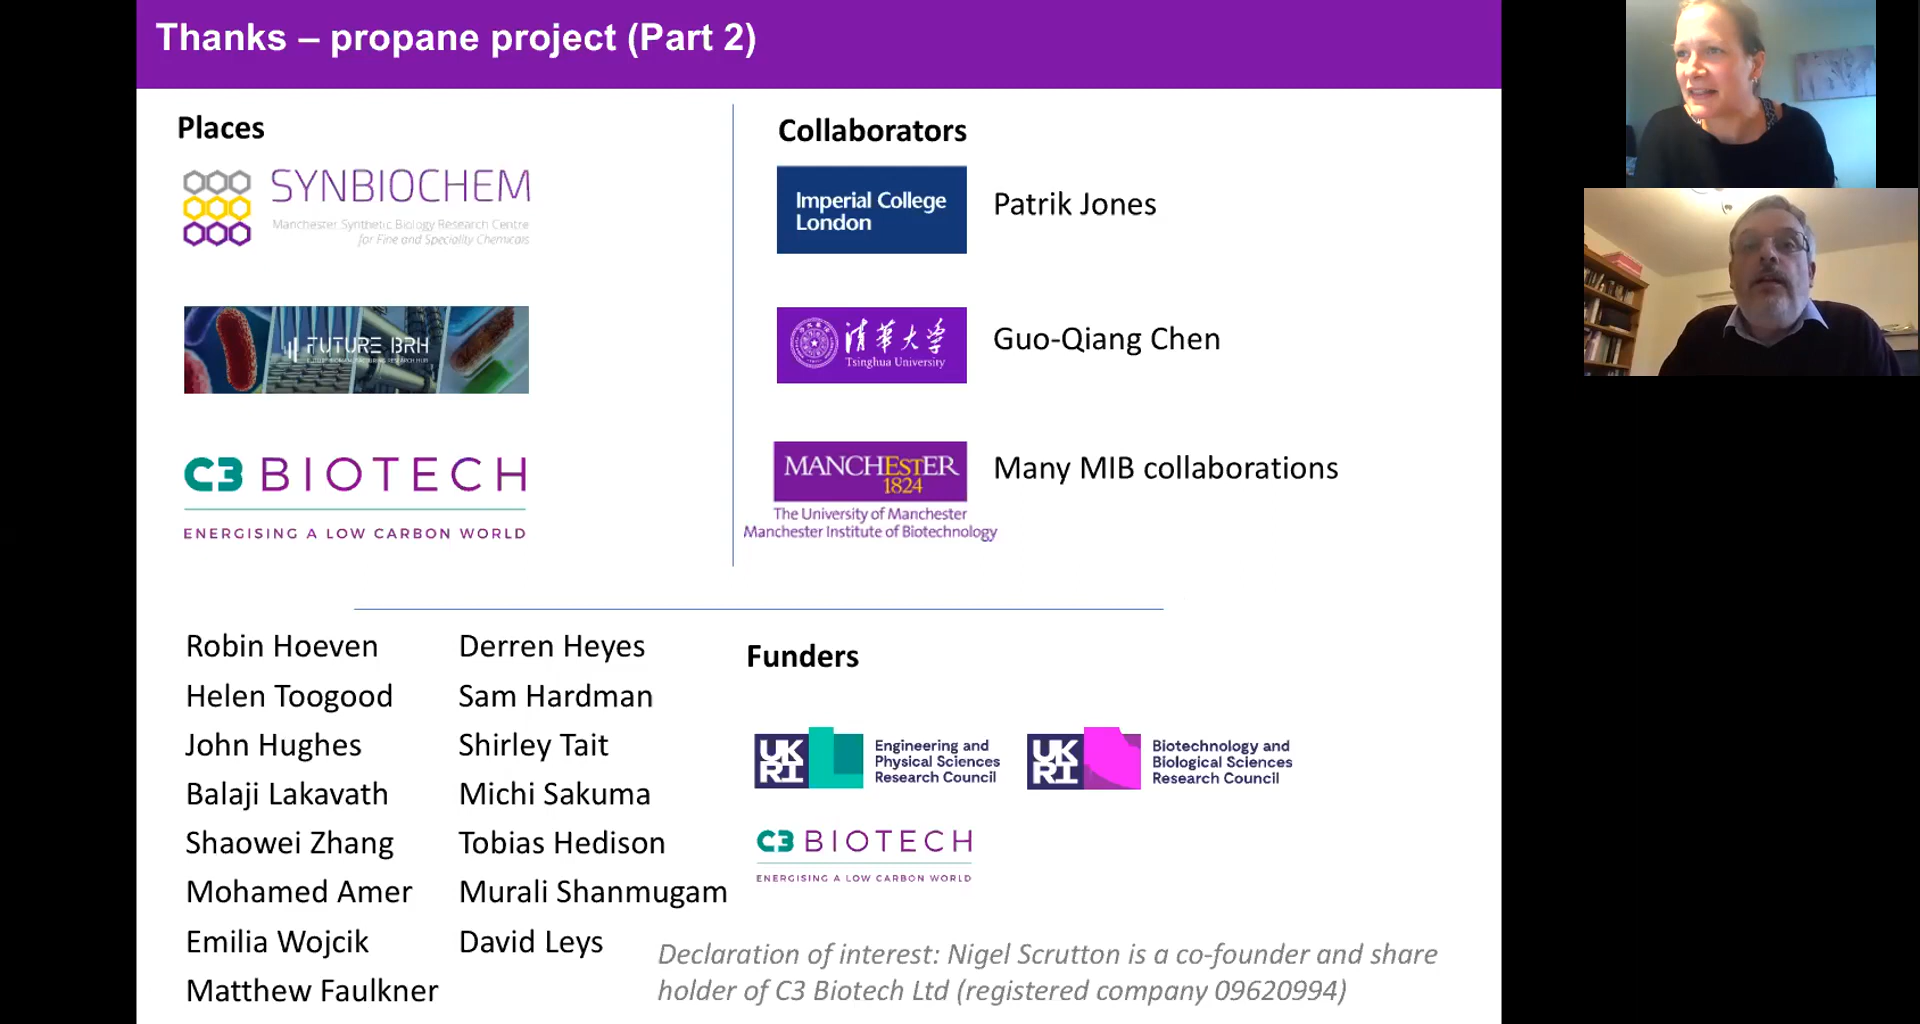 Thanks – propane project (Part 2)
Places
SYNBIOCHEM
Manchester Synthetic Biology Research Centre
for Fine and Speciality Chemicals
FUTURE BRH
C3 BIOTECH
ENERGISING A LOW CARBON WORLD
Collaborators
Imperial College
London
Patrik Jones
清華大学
Tsinghua University
Guo-Qiang Chen
MANCHESTER
1824
The University of Manchester
Manchester Institute of Biotechnology
Many MIB collaborations
Robin Hoeven
Helen Toogood
John Hughes
Balaji Lakavath
Shaowei Zhang
Mohamed Amer
Emilia Wojcik
Matthew Faulkner
Derren Heyes
Sam Hardman
Shirley Tait
Michi Sakuma
Tobias Hedison
Murali Shanmugam
David Leys
Funders
UK
RI
Engineering and
Physical Sciences
Research Council
UK
RI
Biotechnology and
Biological Sciences
Research Council
C3 BIOTECH
ENERGISING A LOW CARBON WORLD
Declaration of interest: Nigel Scrutton is a co-founder and share
holder of C3 Biotech Ltd (registered company 09620994)